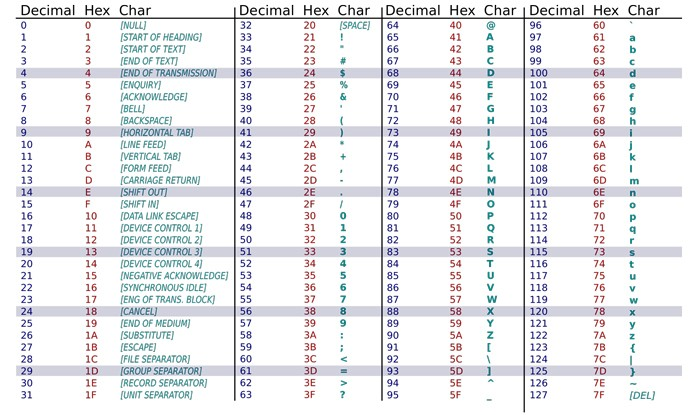 Decimal Hex Char Decimal Hex Char Decimal Hex Char Decimal Hex Char
0 0 [NULL] 32 20 [SPACE] 64 40 @ 96 60 `
1 1 [START OF HEADING] 33 21 ! 65 41 A 97 61 a
2 2 [START OF TEXT] 34 22 " 66 42 B 98 62 b
3 3 [END OF TEXT] 35 23 # 67 43 C 99 63 c
4 4 [END OF TRANSMISSION] 36 24 $ 68 44 D 100 64 d
5 5 [ENQUIRY] 37 25 % 69 45 E 101 65 e
6 6 [ACKNOWLEDGE] 38 26 & 70 46 F 102 66 f
7 7 [BELL] 39 27 ' 71 47 G 103 67 g
8 8 [BACKSPACE] 40 28 ( 72 48 H 104 68 h
9 9 [HORIZONTAL TAB] 41 29 ) 73 49 I 105 69 i
10 A [LINE FEED] 42 2A * 74 4A J 106 6A j
11 B [VERTICAL TAB] 43 2B + 75 4B K 107 6B k
12 C [FORM FEED] 44 2C , 76 4C L 108 6C l
13 D [CARRIAGE RETURN] 45 2D - 77 4D M 109 6D m
14 E [SHIFT OUT] 46 2E . 78 4E N 110 6E n
15 F [SHIFT IN] 47 2F / 79 4F O 111 6F o
16 10 [DATA LINK ESCAPE] 48 30 0 80 50 P 112 70 p
17 11 [DEVICE CONTROL 1] 49 31 1 81 51 Q 113 71 q
18 12 [DEVICE CONTROL 2] 50 32 2 82 52 R 114 72 r
19 13 [DEVICE CONTROL 3] 51 33 3 83 53 S 115 73 s
20 14 [DEVICE CONTROL 4] 52 34 4 84 54 T 116 74 t
21 15 [NEGATIVE ACKNOWLEDGE] 53 35 5 85 55 U 117 75 u
22 16 [SYNCHRONOUS IDLE] 54 36 6 86 56 V 118 76 v
23 17 [ENG OF TRANS. BLOCK] 55 37 7 87 57 W 119 77 w
24 18 [CANCEL] 56 38 8 88 58 X 120 78 x
25 19 [END OF MEDIUM] 57 39 9 89 59 Y 121 79 y
26 1A [SUBSTITUTE] 58 3A : 90 5A Z 122 7A z
27 1B [ESCAPE] 59 3B ; 91 5B [ 123 7B {
28 1C [FILE SEPARATOR] 60 3C < 92 5C \ 124 7C |
29 1D [GROUP SEPARATOR] 61 3D = 93 5D ] 125 7D }
30 1E [RECORD SEPARATOR] 62 3E > 94 5E ^ 126 7E ~
31 1F [UNIT SEPARATOR] 63 3F ? 95 5F _ 127 7F [DEL]